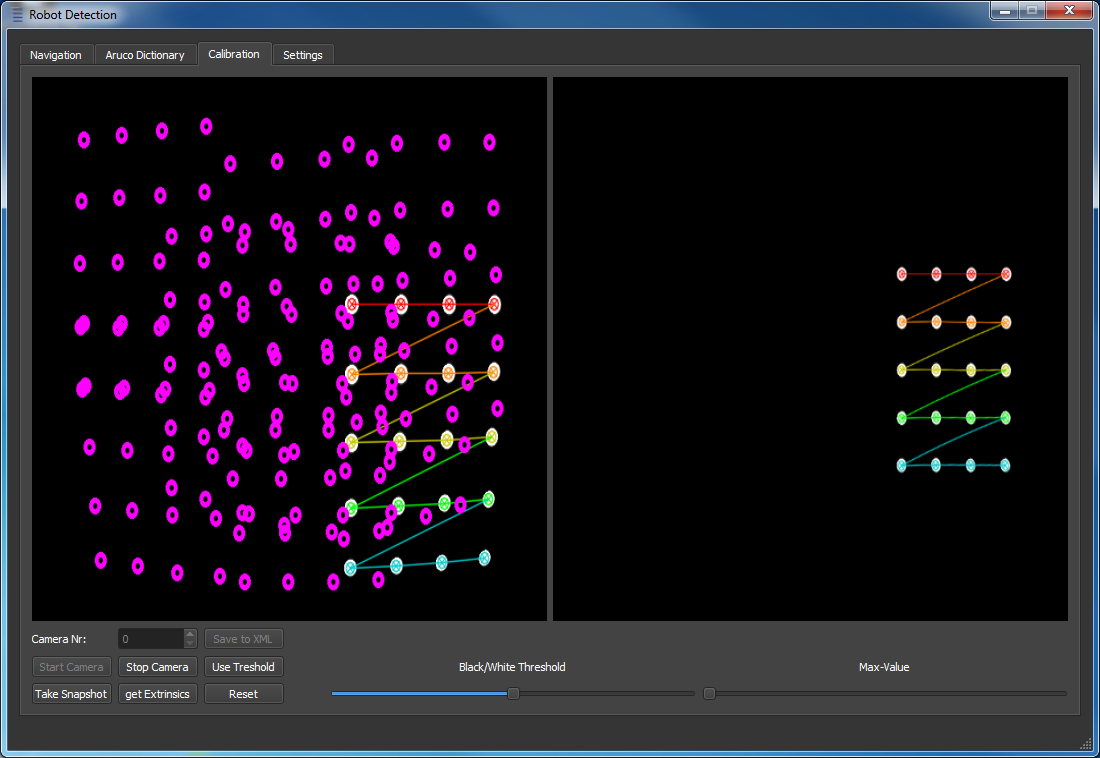 Robot Detection
Navigation Aruco Dictionary Calibration Settings
Camera Nr: 0 Save to XML
Start Camera Stop Camera Use Treshold Black/White Threshold Max-Value
Take Snapshot get Extrinsics Reset